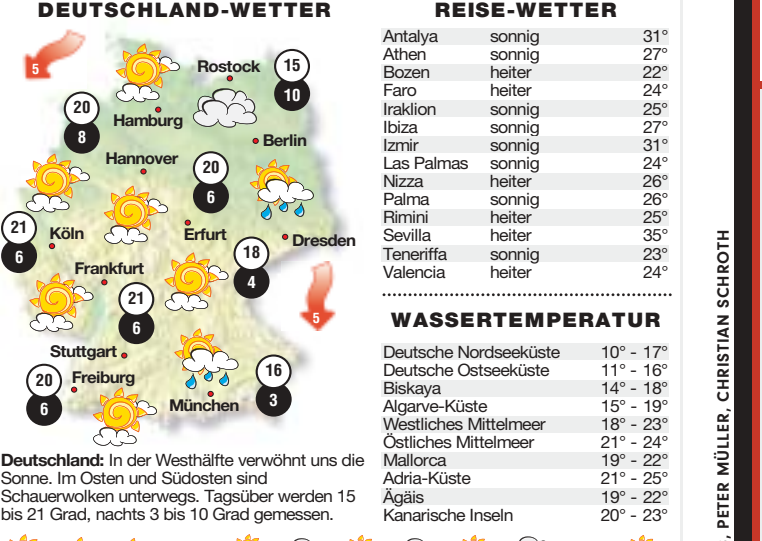 DEUTSCHLAND-WETTER
5
Rostock
15
10
20
8
Hamburg
Berlin
Hannover
20
6
21
6
Köln
Erfurt
Dresden
18
4
Frankfurt
21
6
5
Stuttgart
20
6
Freiburg
16
3
München
Deutschland: In der Westhälfte verwöhnt uns die
Sonne. Im Osten und Südosten sind
Schauerwolken unterwegs. Tagsüber werden 15
bis 21 Grad, nachts 3 bis 10 Grad gemessen.
REISE-WETTER
Antalya sonnig 31°
Athen sonnig 27°
Bozen heiter 22°
Faro heiter 24°
Iraklion sonnig 25°
Ibiza sonnig 27°
Izmir sonnig 31°
Las Palmas sonnig 24°
Nizza heiter 26°
Palma sonnig 26°
Rimini heiter 25°
Sevilla heiter 35°
Teneriffa sonnig 23°
Valencia heiter 24°
WASSERTEMPERATUR
Deutsche Nordseeküste 10° - 17°
Deutsche Ostseeküste 11° - 16°
Biskaya 14° - 18°
Algarve-Küste 15° - 19°
Westliches Mittelmeer 18° - 23°
Östliches Mittelmeer 21° - 24°
Mallorca 19° - 22°
Adria-Küste 21° - 25°
Ägäis 19° - 22°
Kanarische Inseln 20° - 23°
, PETER MÜLLER, CHRISTIAN SCHROTH